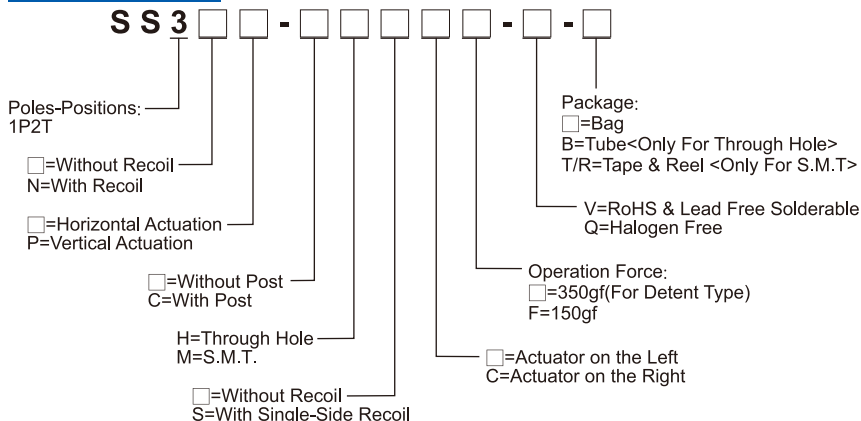 SS3□□-□□□□□-□-□
Poles-Positions:
1P2T
□=Without Recoil
N=With Recoil
□=Horizontal Actuation
P=Vertical Actuation
□=Without Post
C=With Post
H=Through Hole
M=S.M.T.
□=Without Recoil
S=With Single-Side Recoil
Package:
□=Bag
B=Tube<Only For Through Hole>
T/R=Tape & Reel <Only For S.M.T>
V=RoHS & Lead Free Solderable
Q=Halogen Free
Operation Force:
□=350gf(For Detent Type)
F=150gf
□=Actuator on the Left
C=Actuator on the Right